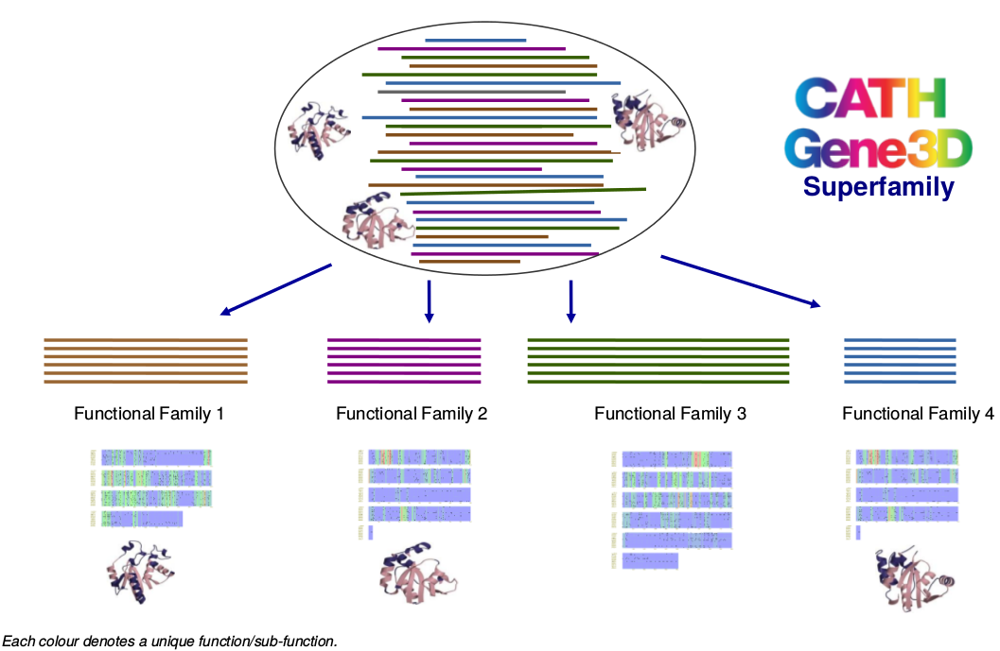 CATH
Gene3D
Superfamily
Functional Family 1
Functional Family 2
Functional Family 3
Functional Family 4
Each colour denotes a unique function/sub-function.